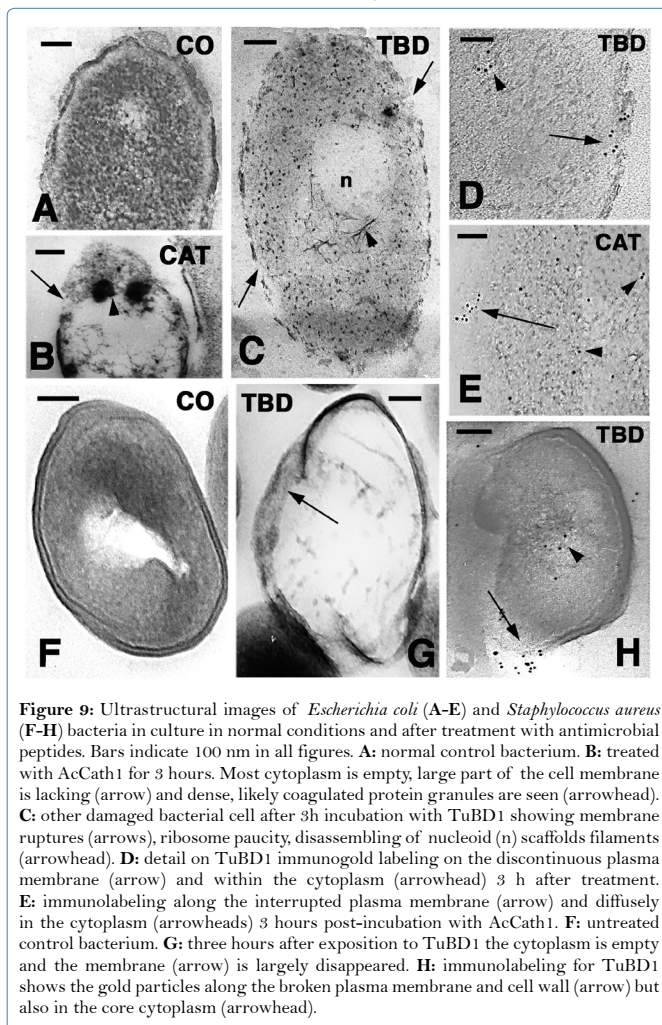 CO
A
TBD
n
C
TBD
D
CAT
B
CAT
E
CO
F
TBD
G
TBD
H
Figure 9: Ultrastructural images of Escherichia coli (A-E) and Staphylococcus aureus
(F-H) bacteria in culture in normal conditions and after treatment with antimicrobial
peptides. Bars indicate 100 nm in all figures. A: normal control bacterium. B: treated
with AcCath1 for 3 hours. Most cytoplasm is empty, large part of the cell membrane
is lacking (arrow) and dense, likely coagulated protein granules are seen (arrowhead).
C: other damaged bacterial cell after 3h incubation with TuBD1 showing membrane
ruptures (arrows), ribosome paucity, disassembling of nucleoid (n) scaffolds filaments
(arrowhead). D: detail on TuBD1 immunogold labeling on the discontinuous plasma
membrane (arrow) and within the cytoplasm (arrowhead) 3 h after treatment.
E: immunolabeling along the interrupted plasma membrane (arrow) and diffusely
in the cytoplasm (arrowheads) 3 hours post-incubation with AcCath1. F: untreated
control bacterium. G: three hours after exposition to TuBD1 the cytoplasm is empty
and the membrane (arrow) is largely disappeared. H: immunolabeling for TuBD1
shows the gold particles along the broken plasma membrane and cell wall (arrow) but
also in the core cytoplasm (arrowhead).